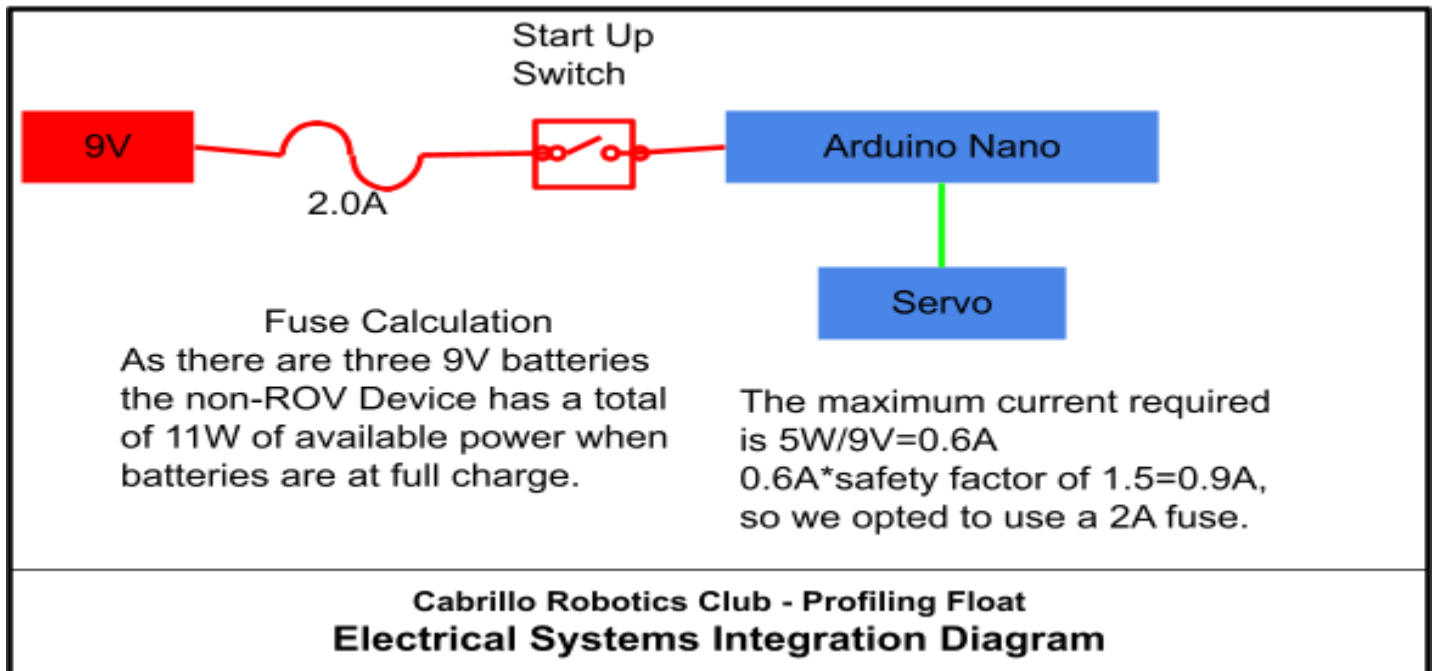 Start Up
Switch
9V
Arduino Nano
2.0A
Servo
Fuse Calculation
As there are three 9V batteries
the non-ROV Device has a total
of 11W of available power when
batteries are at full charge.
The maximum current required
is 5W/9V=0.6A
0.6A*safety factor of 1.5=0.9A,
so we opted to use a 2A fuse.
Cabrillo Robotics Club - Profiling Float
Electrical Systems Integration Diagram